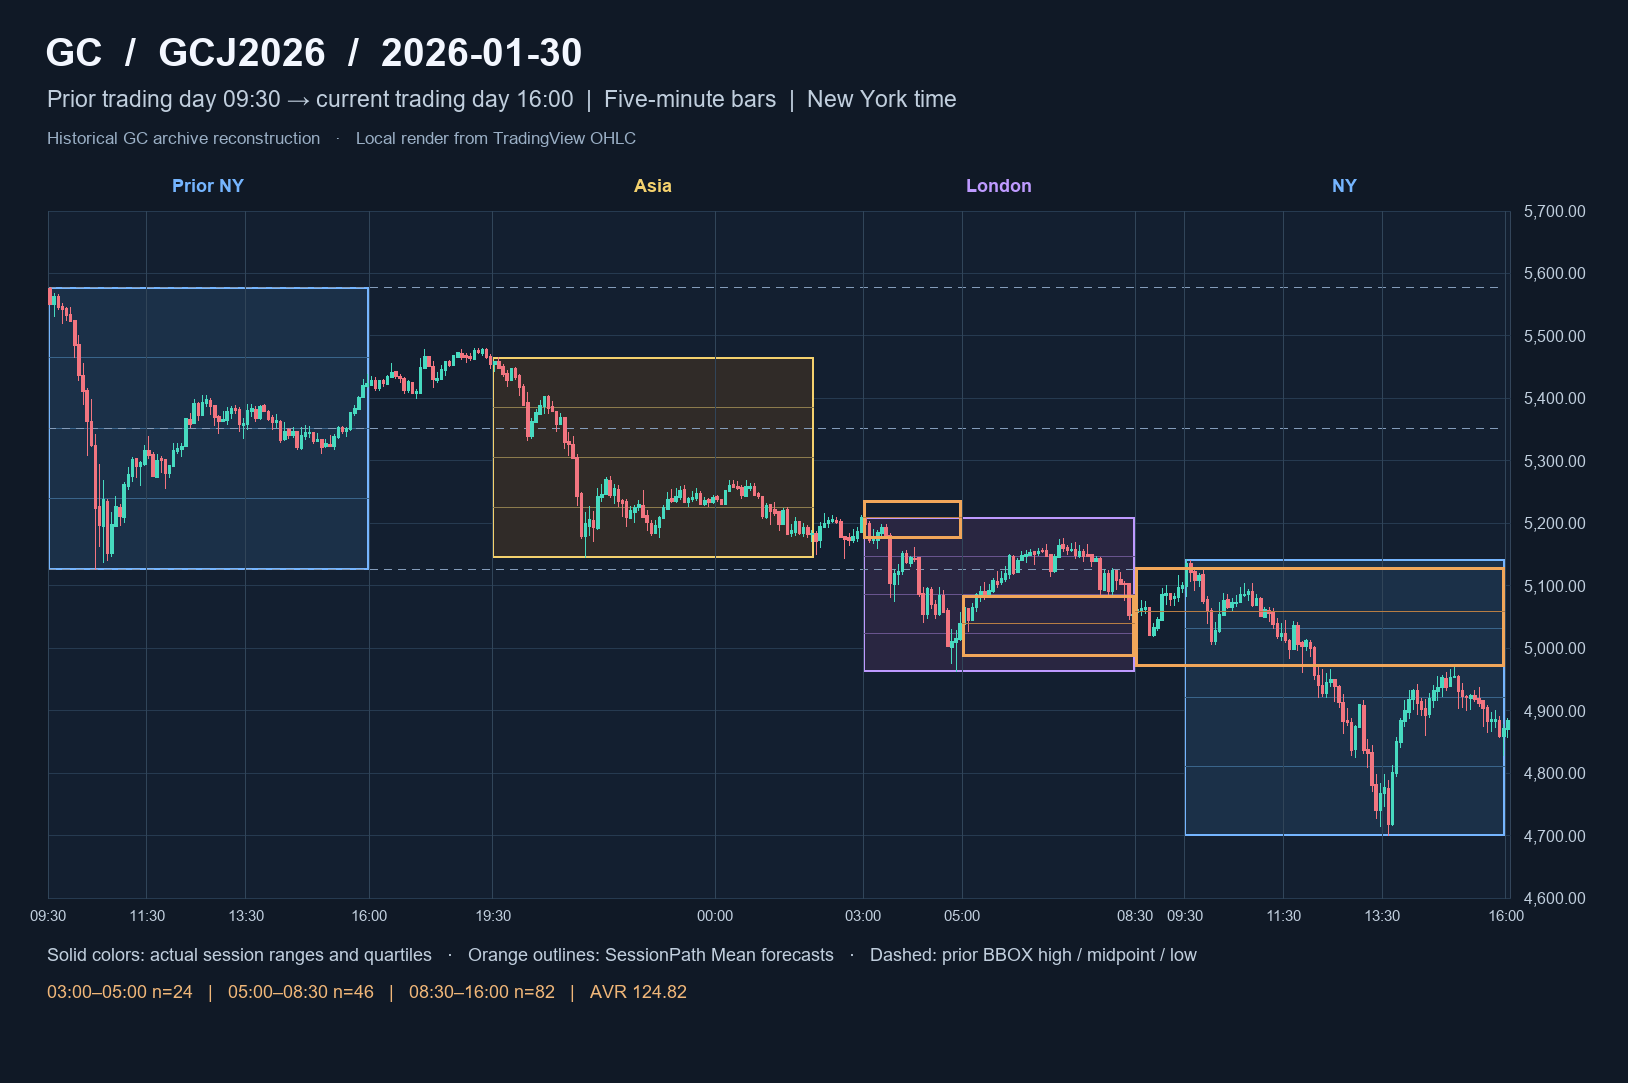 GC / GCJ2026 / 2026-01-30
Prior trading day 09:30 → current trading day 16:00 | Five-minute bars | New York time
Historical GC archive reconstruction · Local render from TradingView OHLC
Prior NY Asia London NY
5,700.00
5,600.00
5,500.00
5,400.00
5,300.00
5,200.00
5,100.00
5,000.00
4,900.00
4,800.00
4,700.00
4,600.00
09:30 11:30 13:30 16:00 19:30 00:00 03:00 05:00 08:30 09:30 11:30 13:30 16:00
Solid colors: actual session ranges and quartiles · Orange outlines: SessionPath Mean forecasts · Dashed: prior BBOX high / midpoint / low
03:00–05:00 n=24 | 05:00–08:30 n=46 | 08:30–16:00 n=82 | AVR 124.82